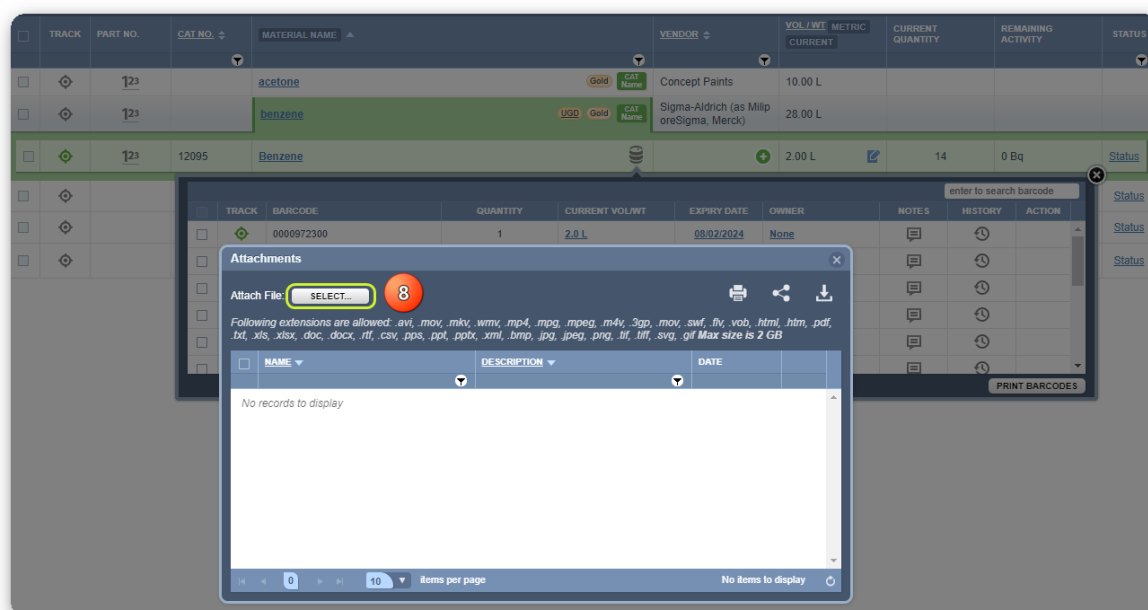 TRACK PART NO. CAT NO. MATERIAL NAME VENDOR VOL / WT METRIC CURRENT CURRENT QUANTITY REMAINING ACTIVITY STATUS
123 acetone Gold CAT Name Concept Paints 10.00 L
123 benzene UGD Gold CAT Name Sigma-Aldrich (as Milip
oreSigma, Merck) 28.00 L
123 12095 Benzene 2.00 L 14 0 Bq Status
enter to search barcode
Status
TRACK BARCODE QUANTITY CURRENT VOL/WT EXPIRY DATE OWNER NOTES HISTORY ACTION
0000972300 1 2.0 L 08/02/2024 None
Status
Attachments
Status
Attach File: SELECT... 8
Following extensions are allowed: .avi, .mov, .mkv, .wmv, .mp4, .mpg, .mpeg, .m4v, .3gp, .mov, .swf, .flv, .vob, .html, .htm, .pdf,
.txt, .xls, .xlsx, .doc, .docx, .rtf, .csv, .pps, .ppt, .pptx, .xml, .bmp, .jpg, .jpeg, .png, .tif, .tiff, .svg, .gif Max size is 2 GB
NAME DESCRIPTION DATE
PRINT BARCODES
No records to display
0 10 items per page No items to display